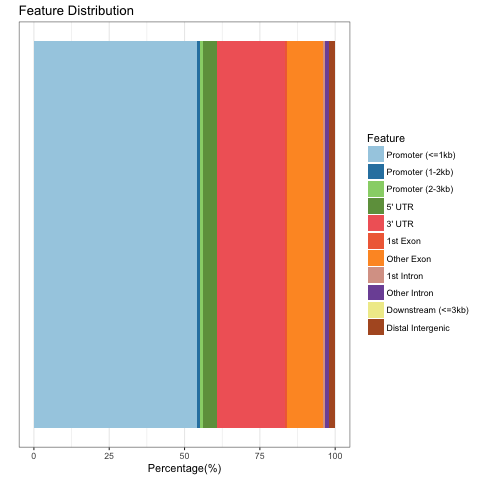 Feature Distribution
Feature
Promoter (<=1kb)
Promoter (1-2kb)
Promoter (2-3kb)
5' UTR
3' UTR
1st Exon
Other Exon
1st Intron
Other Intron
Downstream (<=3kb)
Distal Intergenic
0
25
50
75
100
Percentage(%)